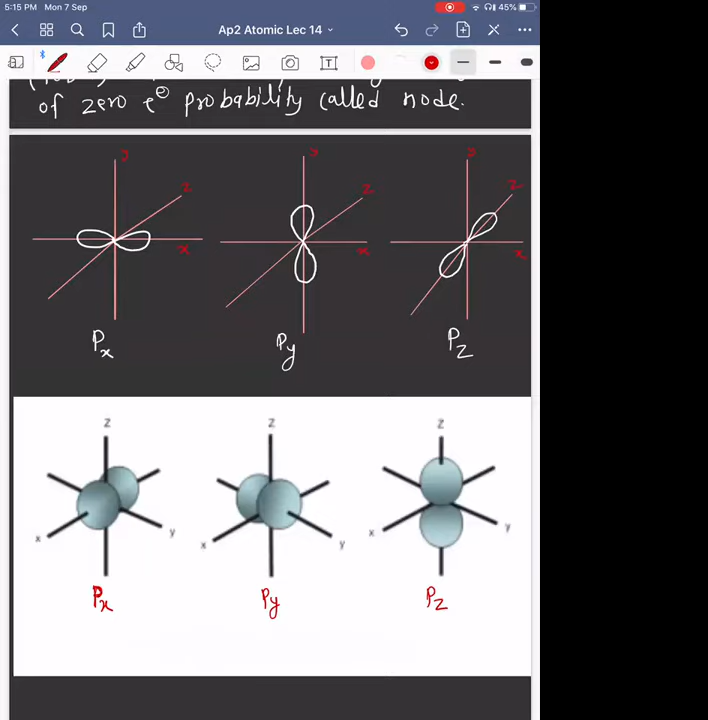 5:15 PM Mon 7 Sep
45%
Ap2 Atomic Lec 14
T
of zero e⊖ probability called node.
z z
x x x
Px Py Pz
z z z
x y x y x y
Px Py Pz